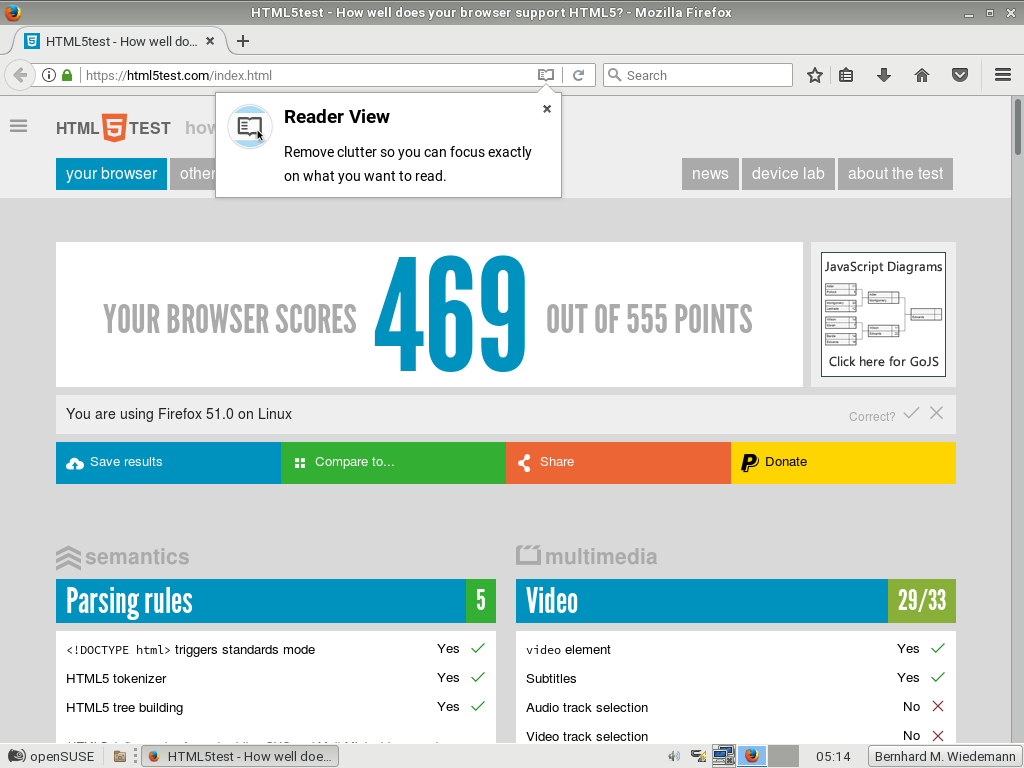 HTML5test - How well does your browser support HTML5? - Mozilla Firefox
HTML5test - How well do...
https://html5test.com/index.html
Search
Reader View
Remove clutter so you can focus exactly
on what you want to read.
HTML 5 TEST how
your browser other news device lab about the test
YOUR BROWSER SCORES 469 OUT OF 555 POINTS
JavaScript Diagrams
Click here for GoJS
You are using Firefox 51.0 on Linux Correct?
Save results Compare to... Share Donate
semantics
Parsing rules 5
<!DOCTYPE html> triggers standards mode Yes
HTML5 tokenizer Yes
HTML5 tree building Yes
multimedia
Video 29/33
video element Yes
Subtitles Yes
Audio track selection No
Video track selection No
openSUSE HTML5test - How well doe... 05:14 Bernhard M. Wiedemann